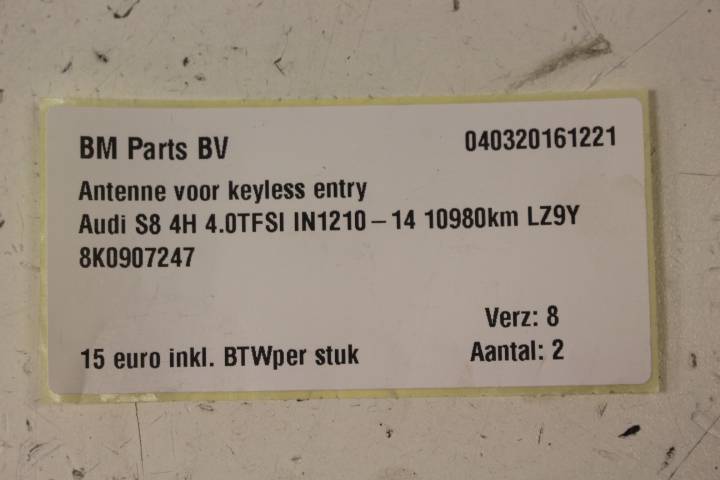 BM Parts BV 040320161221
Antenne voor keyless entry
Audi S8 4H 4.0TFSI IN1210-14 10980km LZ9Y
8K0907247
Verz: 8
15 euro inkl. BTWper stuk Aantal: 2